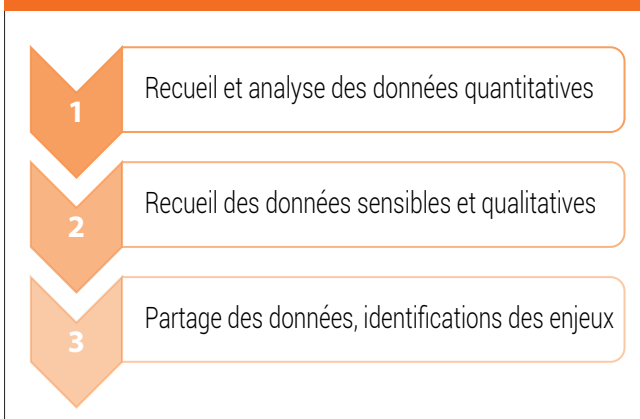 1
Recueil et analyse des données quantitatives
2
Recueil des données sensibles et qualitatives
3
Partage des données, identifications des enjeux